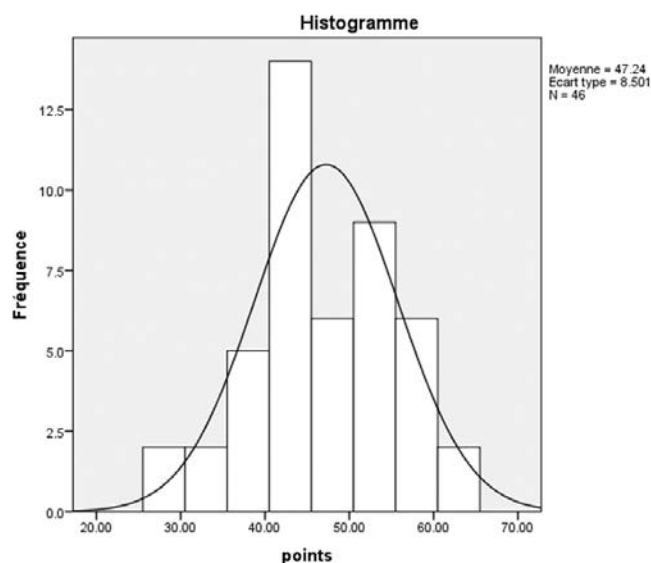 Histogramme
Moyenne = 47.24
Ecart type = 8.501
N = 46
Fréquence
12.5
10.0
7.5
5.0
2.5
0.0
20.00 30.00 40.00 50.00 60.00 70.00
points